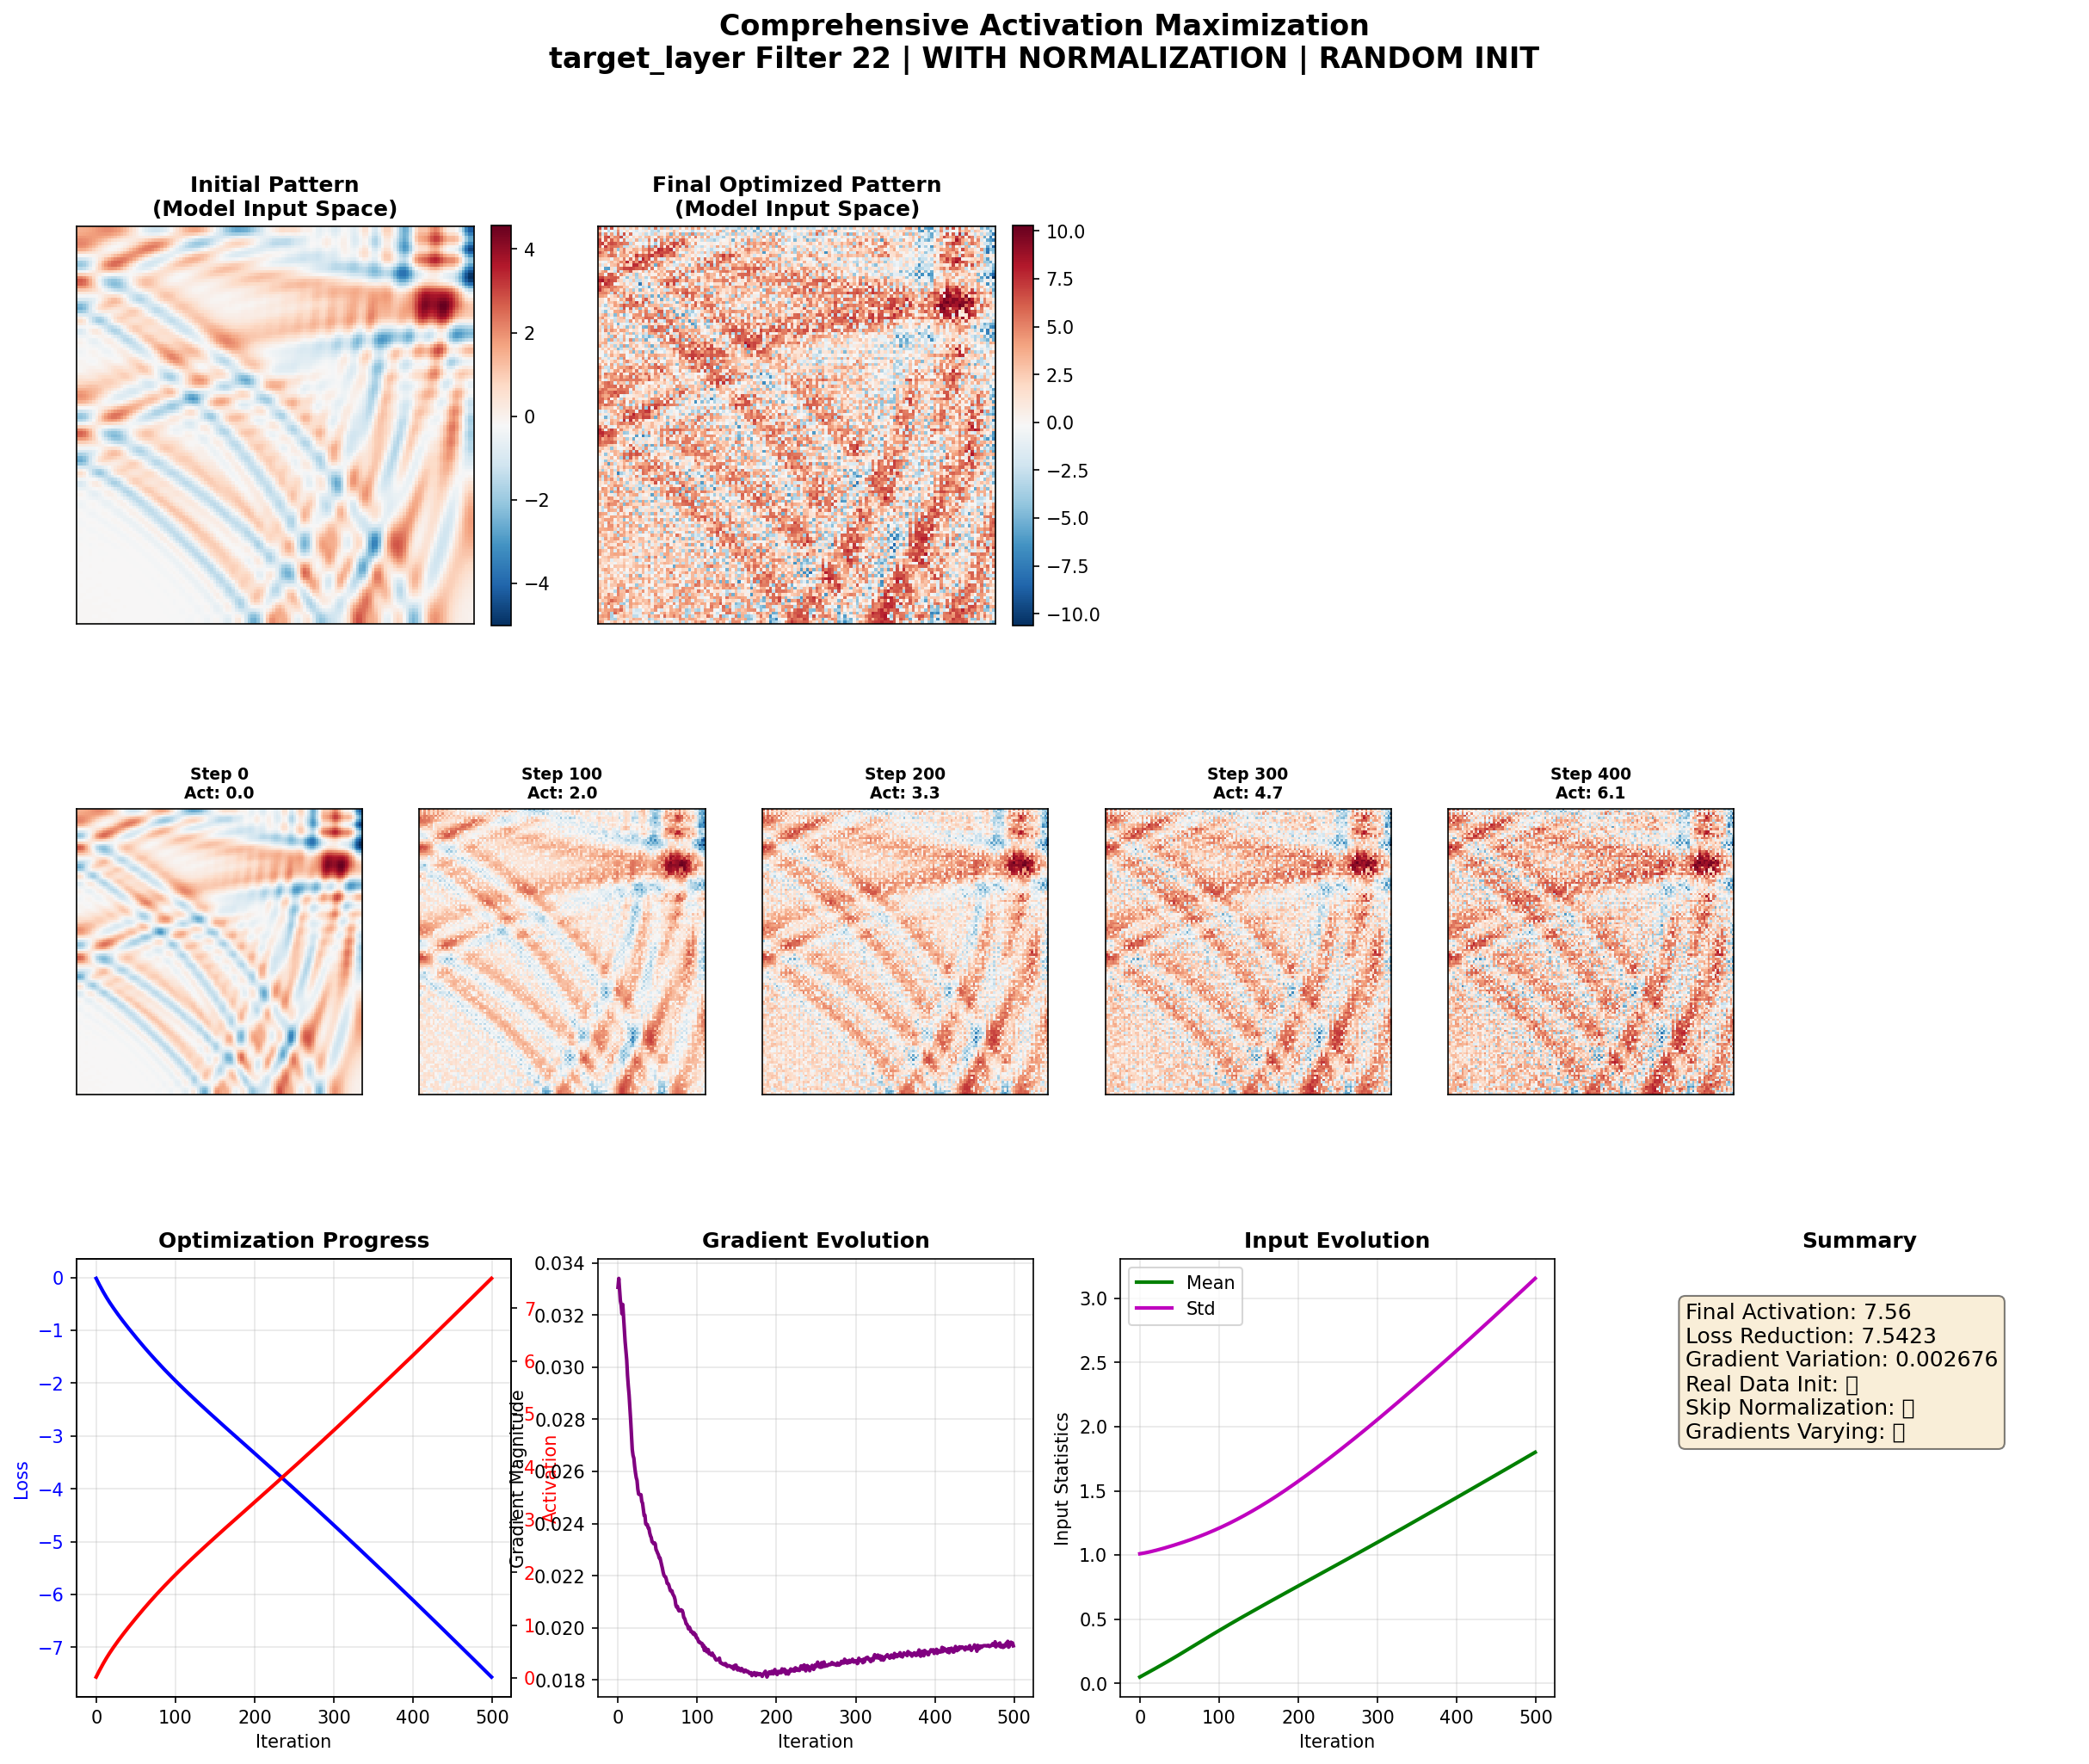 Comprehensive Activation Maximization
target_layer Filter 22 | WITH NORMALIZATION | RANDOM INIT
Initial Pattern
(Model Input Space)
4
2
0
−2
−4
Final Optimized Pattern
(Model Input Space)
10.0
7.5
5.0
2.5
0.0
−2.5
−5.0
−7.5
−10.0
Step 0
Act: 0.0
Step 100
Act: 2.0
Step 200
Act: 3.3
Step 300
Act: 4.7
Step 400
Act: 6.1
Optimization Progress
Loss
0
−1
−2
−3
−4
−5
−6
−7
0 100 200 300 400 500
Iteration
7
6
5
4
3
2
1
0
Activation
Gradient Evolution
Gradient Magnitude
0.034
0.032
0.030
0.028
0.026
0.024
0.022
0.020
0.018
0 100 200 300 400 500
Iteration
Input Evolution
Mean
Std
Input Statistics
3.0
2.5
2.0
1.5
1.0
0.5
0.0
0 100 200 300 400 500
Iteration
Summary
Final Activation: 7.56
Loss Reduction: 7.5423
Gradient Variation: 0.002676
Real Data Init:
Skip Normalization:
Gradients Varying: